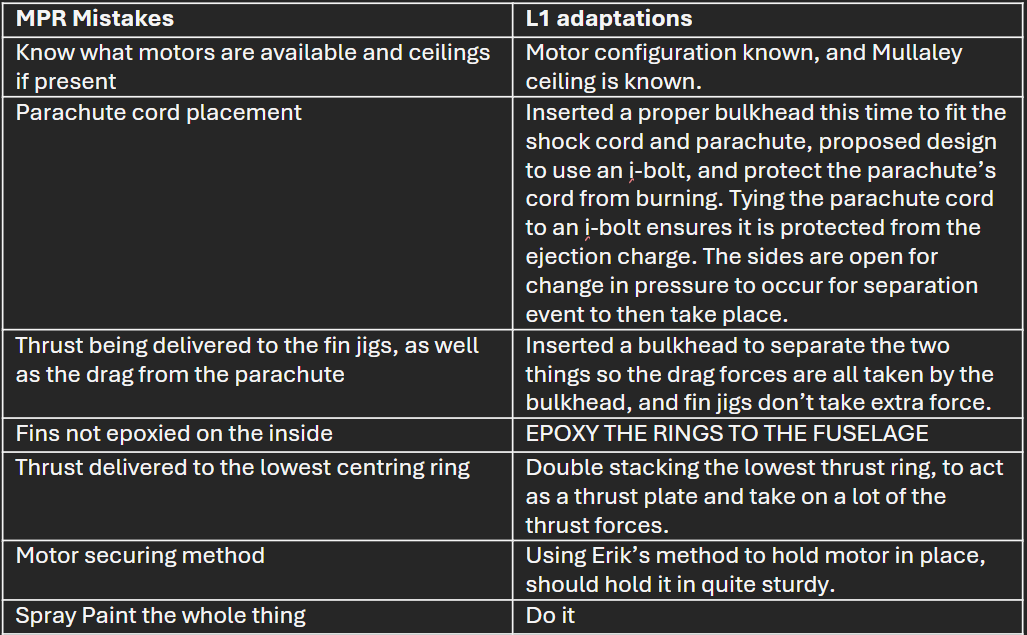 MPR Mistakes
L1 adaptations
Know what motors are available and ceilings
if present
Motor configuration known, and Mullaley
ceiling is known.
Parachute cord placement
Inserted a proper bulkhead this time to fit the
shock cord and parachute, proposed design
to use an i-bolt, and protect the parachute’s
cord from burning. Tying the parachute cord
to an i-bolt ensures it is protected from the
ejection charge. The sides are open for
change in pressure to occur for separation
event to then take place.
Thrust being delivered to the fin jigs, as well
as the drag from the parachute
Inserted a bulkhead to separate the two
things so the drag forces are all taken by the
bulkhead, and fin jigs don’t take extra force.
Fins not epoxied on the inside
EPOXY THE RINGS TO THE FUSELAGE
Thrust delivered to the lowest centring ring
Double stacking the lowest thrust ring, to act
as a thrust plate and take on a lot of the
thrust forces.
Motor securing method
Using Erik’s method to hold motor in place,
should hold it in quite sturdy.
Spray Paint the whole thing
Do it